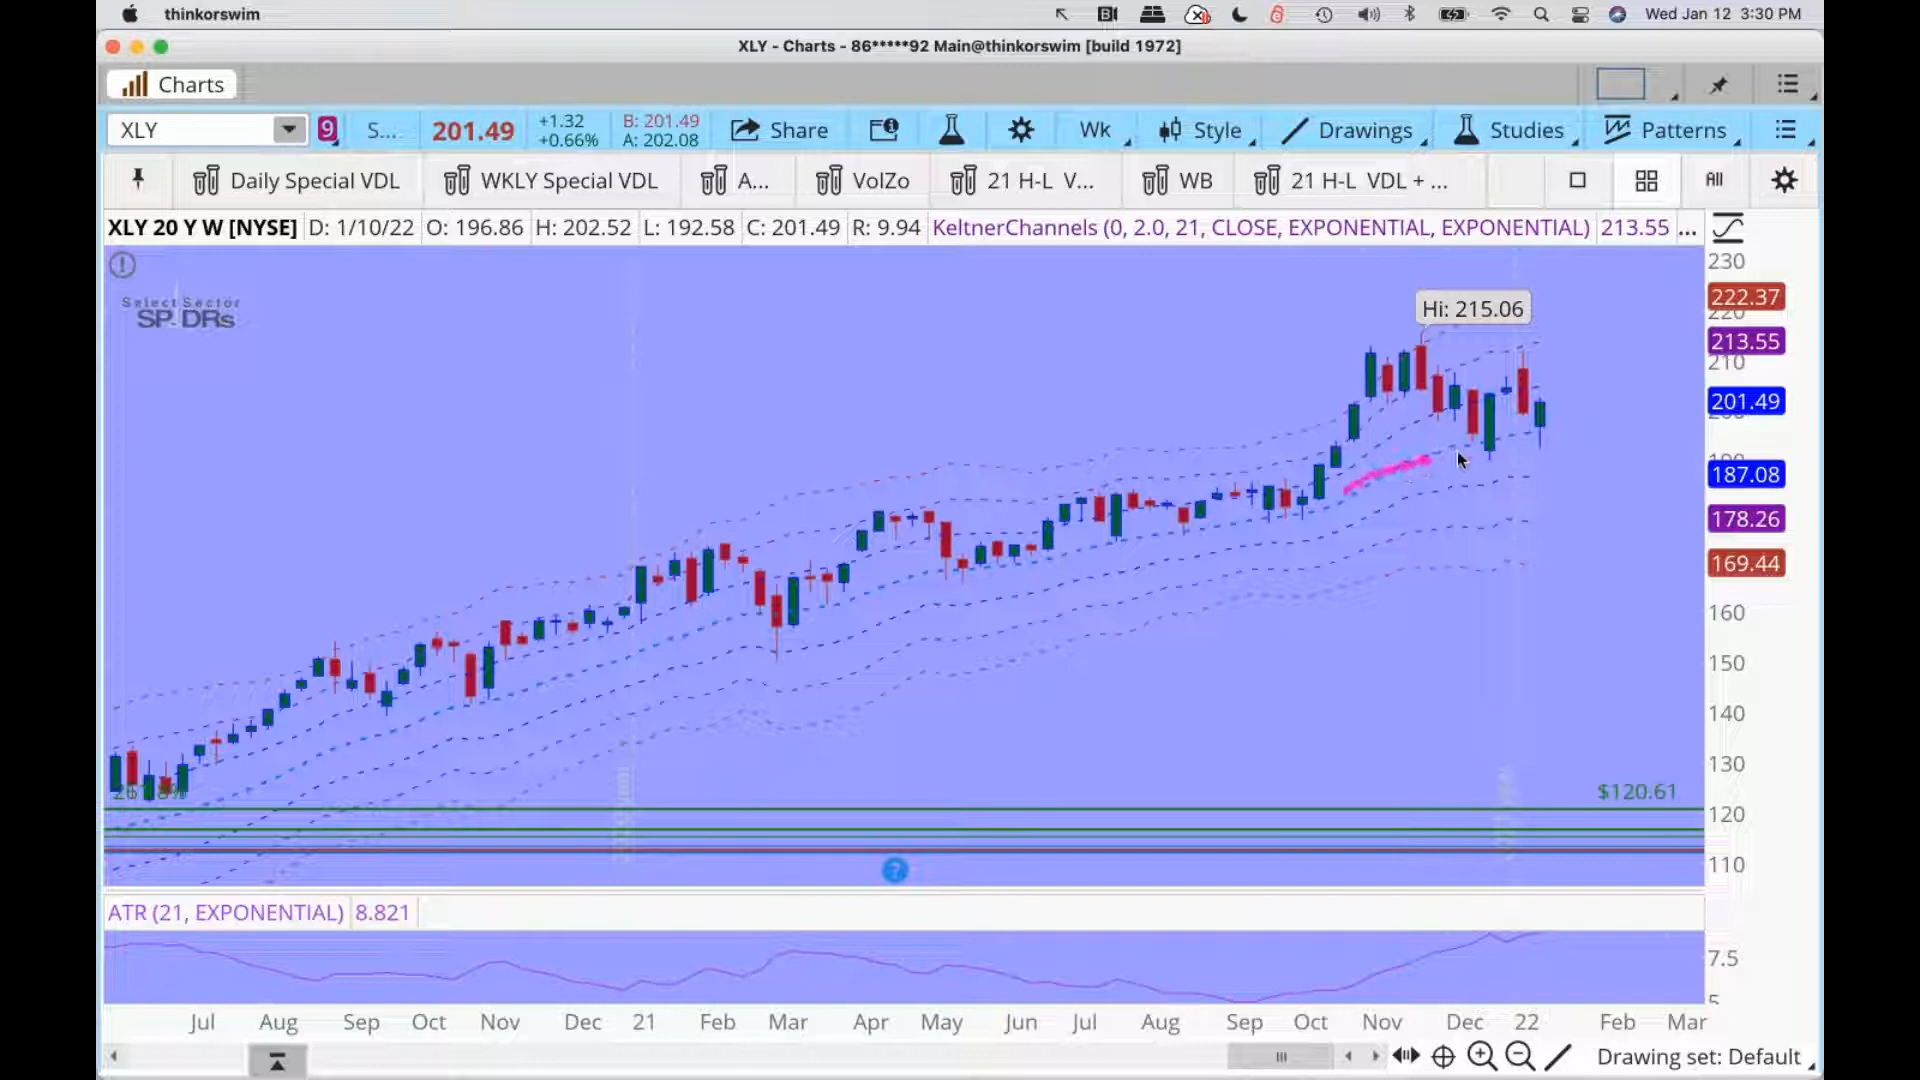 thinkorswim
Wed Jan 12 3:30 PM
XLY - Charts - 86*****92 Main@thinkorswim [build 1972]
Charts
XLY 9 S... 201.49 +1.32 +0.66% B: 201.49 A: 202.08 Share Wk Style Drawings Studies Patterns
Daily Special VDL WKLY Special VDL A... VolZo 21 H-L V... WB 21 H-L VDL + ... All
XLY 20 Y W [NYSE] D: 1/10/22 O: 196.86 H: 202.52 L: 192.58 C: 201.49 R: 9.94 KeltnerChannels (0, 2.0, 21, CLOSE, EXPONENTIAL, EXPONENTIAL) 213.55 ...
Select Sector
SPDRs
Hi: 215.06
230
222.37
220
213.55
210
201.49
187.08
178.26
169.44
160
150
140
130
$120.61
120
110
ATR (21, EXPONENTIAL) 8.821
7.5
5
Jul Aug Sep Oct Nov Dec 21 Feb Mar Apr May Jun Jul Aug Sep Oct Nov Dec 22 Feb Mar
Drawing set: Default